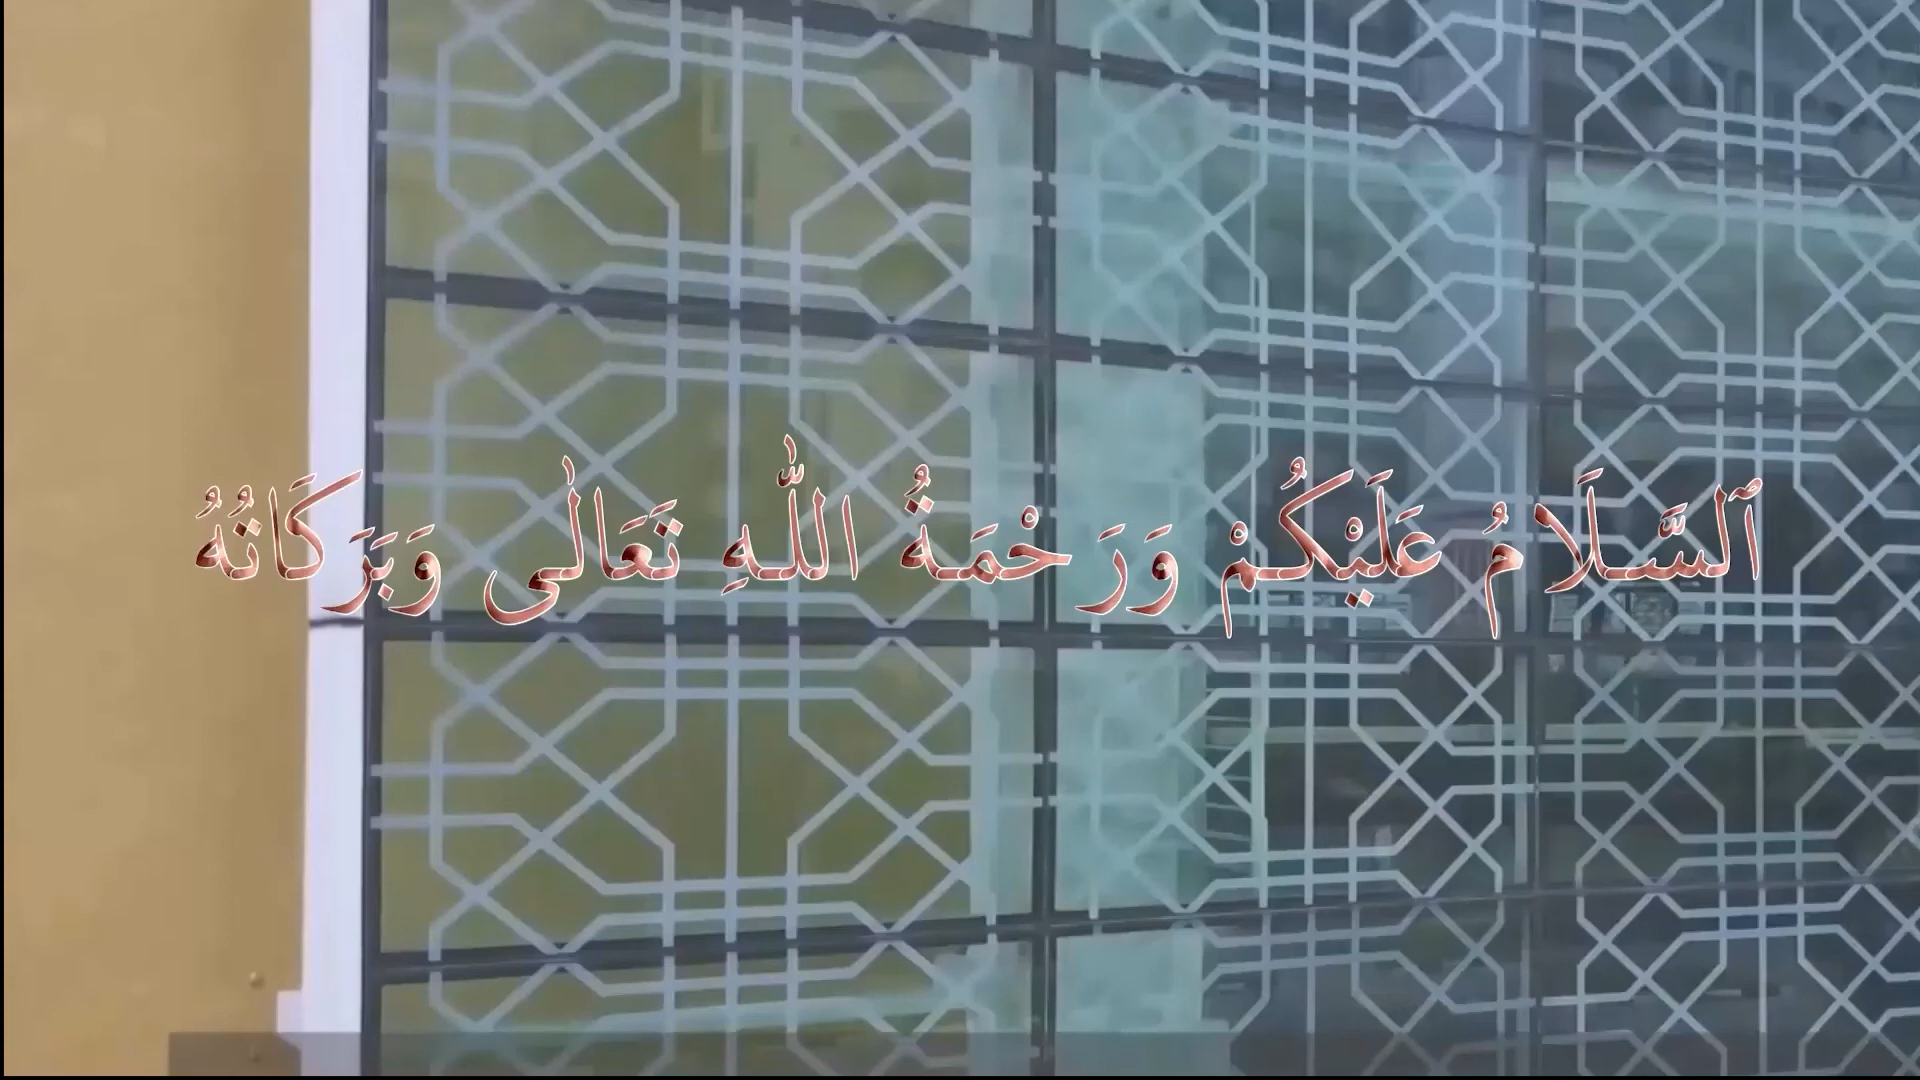 ٱلسَّلَامُ عَلَيْكُمْ وَرَحْمَةُ اللّٰهِ تَعَالٰى وَبَرَكَاتُهُ